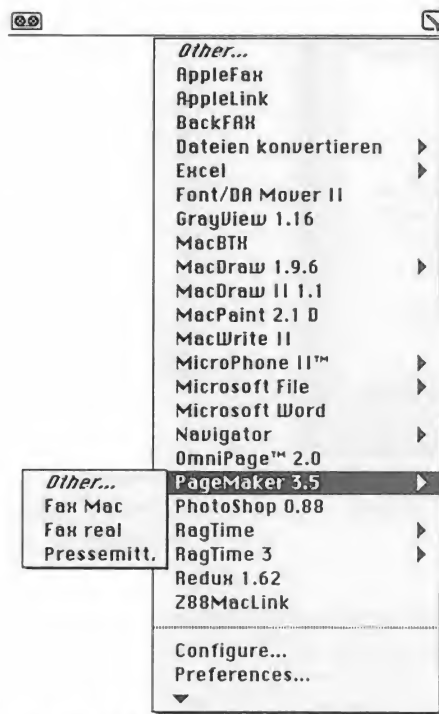 Other...
AppleFax
AppleLink
BackFAX
Dateien konvertieren
Excel
Font/DA Mover II
GrayView 1.16
MacBTX
MacDraw 1.9.6
MacDraw II 1.1
MacPaint 2.1 D
MacWrite II
MicroPhone II™
Microsoft File
Microsoft Word
Navigator
OmniPage™ 2.0
PageMaker 3.5
PhotoShop 0.88
RagTime
RagTime 3
Redux 1.62
Z88MacLink
Configure...
Preferences...
Other...
Fax Mac
Fax real
Pressemitt.